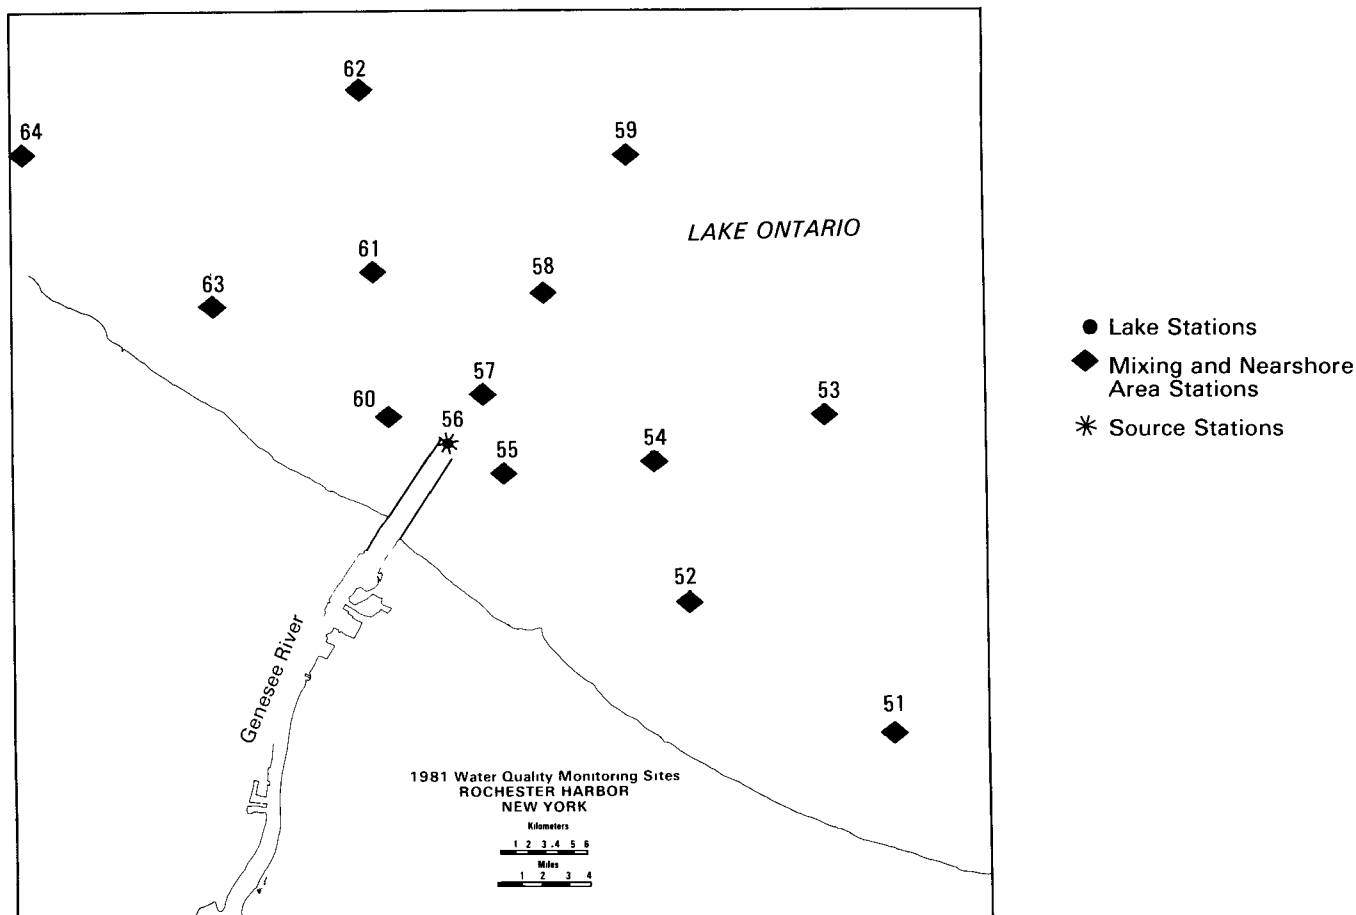 62
64
59
LAKE ONTARIO
61
58
63
Lake Stations
57
Mixing and Nearshore
Area Stations
53
60
56
Source Stations
54
55
52
Genesee River
51
1981 Water Quality Monitoring Sites
ROCHESTER HARBOR
NEW YORK
Kilometers
1 2 3 .4 5 6
Miles
1 2 3 4